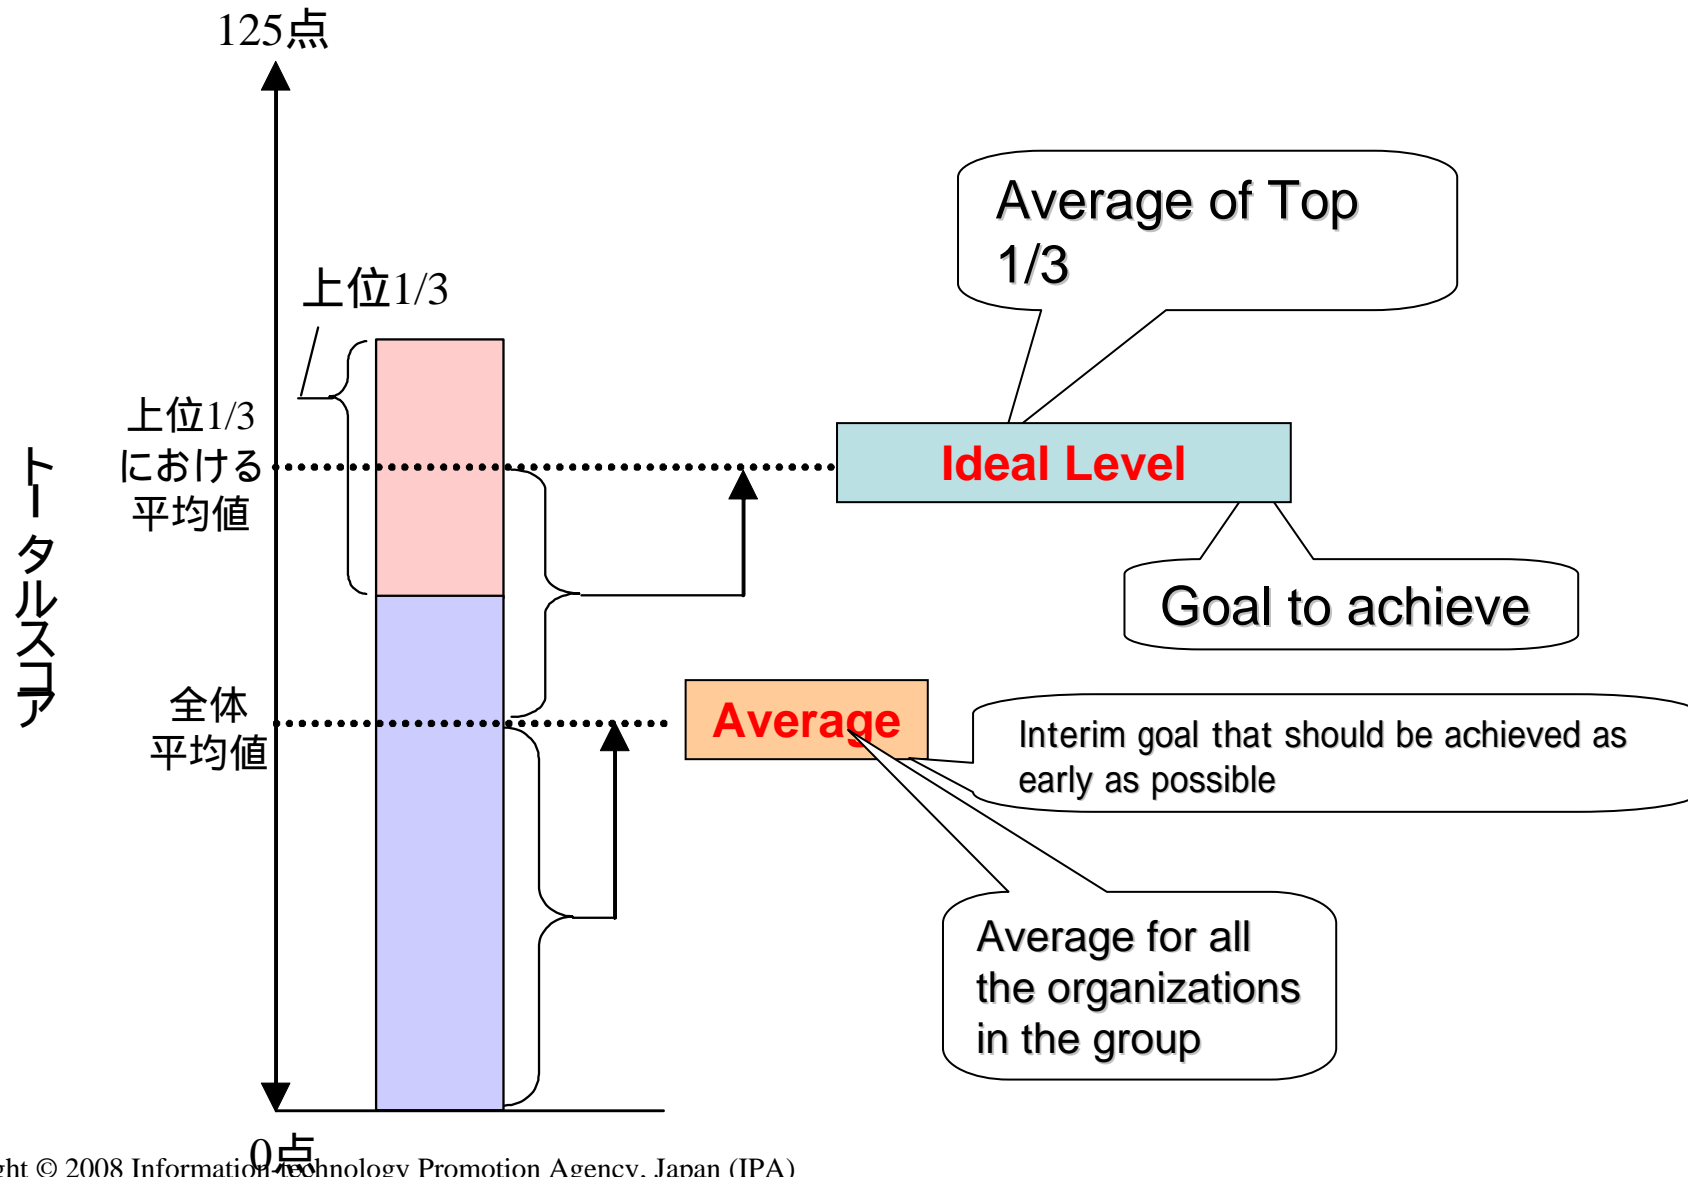 125点
Average of Top
1/3
上位1/3
上位1/3
における
平均値
Ideal Level
トータルスコア
Goal to achieve
全体
平均値
Average
Interim goal that should be achieved as
early as possible
Average for all
the organizations
in the group
0点
ght © 2008 Information-technology Promotion Agency, Japan (IPA)